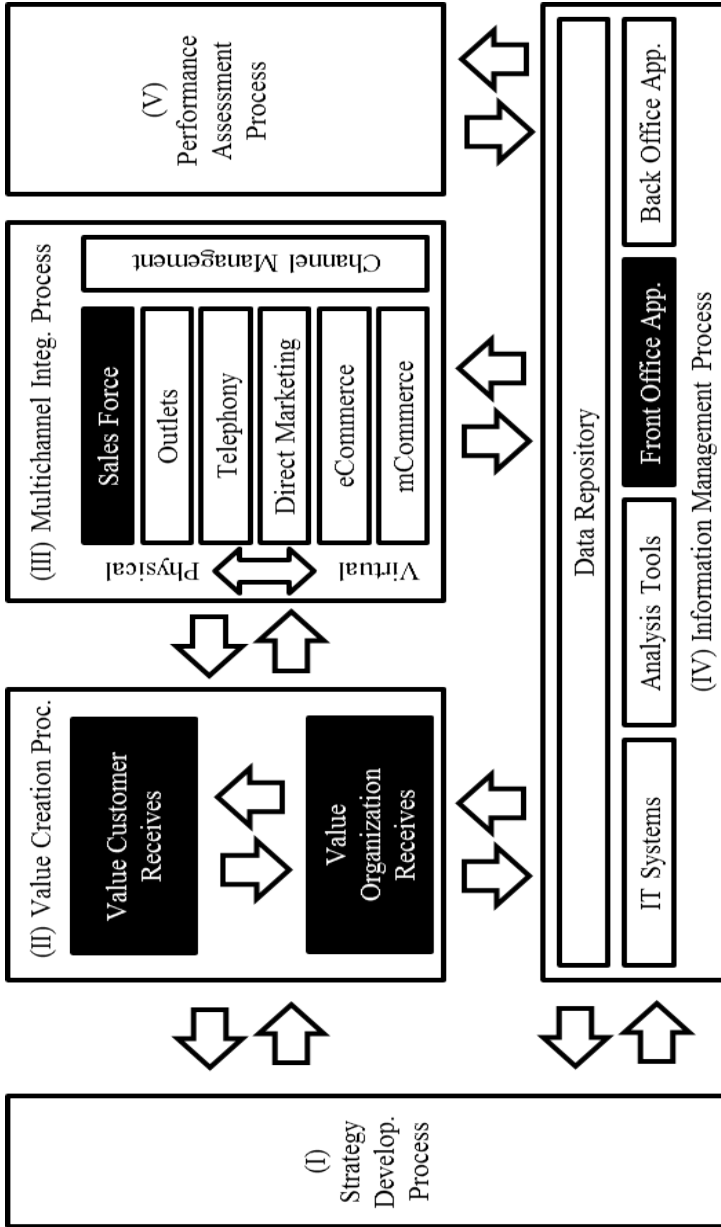 (I)
Strategy
Develop.
Process
(II) Value Creation Proc.
Value Customer
Receives
Value
Organization
Receives
(III) Multichannel Integ. Process
Physical
Virtual
Sales Force
Outlets
Telephony
Direct Marketing
eCommerce
mCommerce
Channel Management
(V)
Performance
Assessment
Process
Data Repository
IT Systems
Analysis Tools
Front Office App.
Back Office App.
(IV) Information Management Process